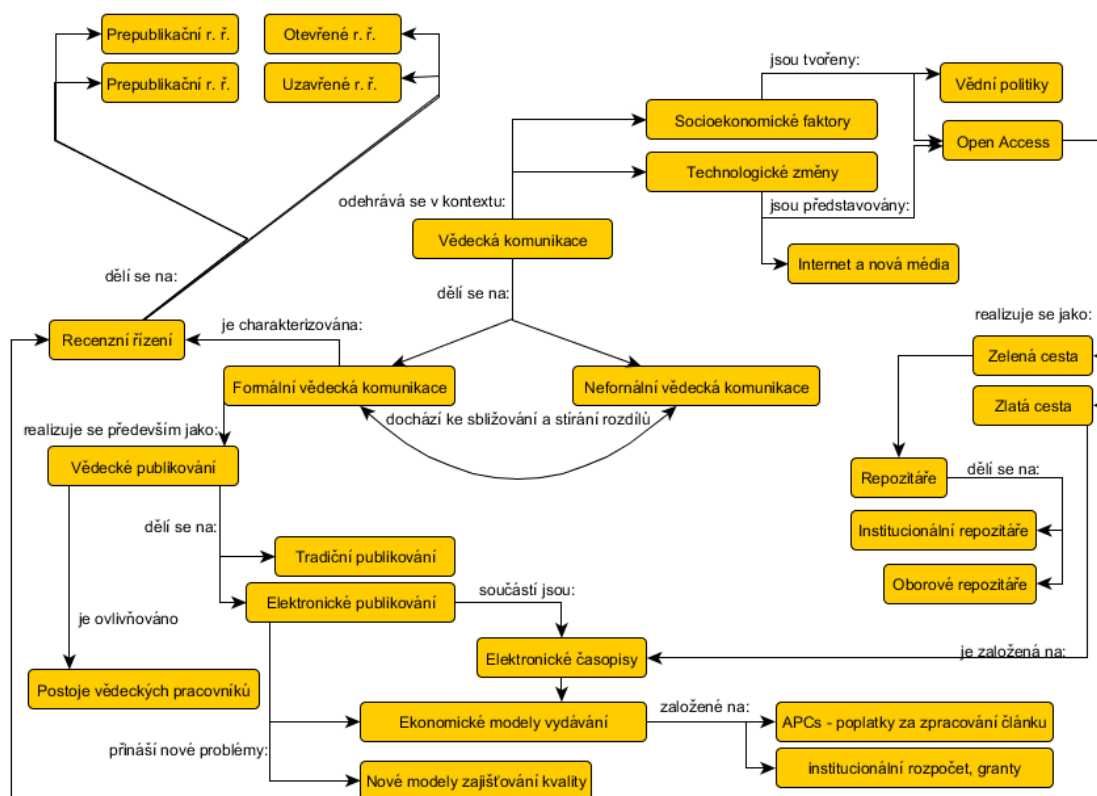 Prepublikační r. ř.
Otevřené r. ř.
Prepublikační r. ř.
Uzavřené r. ř.
jsou tvořeny:
Vědní politiky
Socioekonomické faktory
Open Access
Technologické změny
odehrává se v kontextu:
jsou představovány:
Vědecká komunikace
Internet a nová média
dělí se na:
dělí se na:
realizuje se jako:
je charakterizována:
Recenzní řízení
Zelená cesta
Formální vědecká komunikace
Nefornální vědecká komunikace
Zlatá cesta
dochází ke sbližování a stírání rozdílů
realizuje se především jako:
Vědecké publikování
Repozitáře
dělí se na:
dělí se na:
Institucionální repozitáře
Tradiční publikování
Oborové repozitáře
Elektronické publikování
součástí jsou:
je ovlivňováno
Elektronické časopisy
je založená na:
Postoje vědeckých pracovníků
založené na:
Ekonomické modely vydávání
APCs - poplatky za zpracování článku
přináší nové problémy:
institucionální rozpočet, granty
Nové modely zajišťování kvality